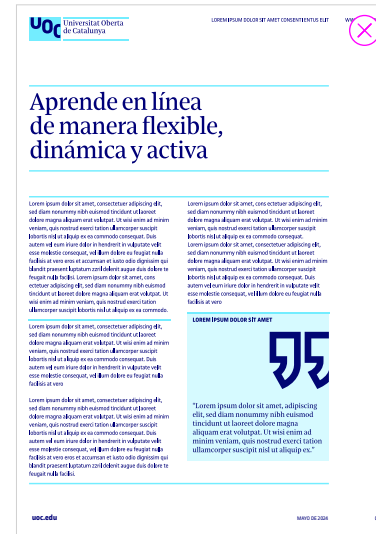 UOC
Universitat Oberta
de Catalunya
LOREM IPSUM DOLOR SIT AMET CONSENTIENTUS ELIT
Aprende en línea
de manera flexible,
dinámica y activa
Lorem ipsum dolor sit amet, consectetuer adipiscing elit,
sed diam nonummy nibh euismod tincidunt ut laoreet
dolore magna aliquam erat volutpat. Ut wisi enim ad minim
veniam, quis nostrud exerci tation ullamcorper suscipit
lobortis nisl ut aliquip ex ea commodo consequat. Duis
autem vel eum iriure dolor in hendrerit in vulputate velit
esse molestie consequat, vel illum dolore eu feugiat nulla
facilisis at vero eros et accumsan et iusto odio dignissim qui
blandit praesent luptatum zzril delenit augue duis dolore te
feugait nulla facilisi. Lorem ipsum dolor sit amet, cons
ectetuer adipiscing elit, sed diam nonummy nibh euismod
tincidunt ut laoreet dolore magna aliquam erat volutpat. Ut
wisi enim ad minim veniam, quis nostrud exerci tation
ullamcorper suscipit lobortis nisl ut aliquip ex ea commodo.
Lorem ipsum dolor sit amet, consectetuer adipiscing elit,
sed diam nonummy nibh euismod tincidunt ut laoreet
dolore magna aliquam erat volutpat. Ut wisi enim ad minim
veniam, quis nostrud exerci tation ullamcorper suscipit
lobortis nisl ut aliquip ex ea commodo consequat. Duis
autem vel eum iriure dolor in hendrerit in vulputate velit
esse molestie consequat, vel illum dolore eu feugiat nulla
facilisis at vero
Lorem ipsum dolor sit amet, consectetuer adipiscing elit,
sed diam nonummy nibh euismod tincidunt ut laoreet
dolore magna aliquam erat volutpat. Ut wisi enim ad minim
veniam, quis nostrud exerci tation ullamcorper suscipit
lobortis nisl ut aliquip ex ea commodo consequat. Duis
autem vel eum iriure dolor in hendrerit in vulputate velit
esse molestie consequat, vel illum dolore eu feugiat nulla
facilisis at vero eros et accumsan et iusto odio dignissim qui
blandit praesent luptatum zzril delenit augue duis dolore te
feugait nulla facilisi.
Lorem ipsum dolor sit amet, cons ectetuer adipiscing elit,
sed diam nonummy nibh euismod tincidunt ut laoreet
dolore magna aliquam erat volutpat. Ut wisi enim ad minim
veniam, quis nostrud exerci tation ullamcorper suscipit
lobortis nisl ut aliquip ex ea commodo consequat.
Lorem ipsum dolor sit amet, consectetuer adipiscing elit,
sed diam nonummy nibh euismod tincidunt ut laoreet
dolore magna aliquam erat volutpat. Ut wisi enim ad minim
veniam, quis nostrud exerci tation ullamcorper suscipit
lobortis nisl ut aliquip ex ea commodo consequat. Duis
autem vel eum iriure dolor in hendrerit in vulputate velit
esse molestie consequat, vel illum dolore eu feugiat nulla
facilisis at vero
LOREM IPSUM DOLOR SIT AMET
"Lorem ipsum dolor sit amet, adipiscing
elit, sed diam nonummy nibh euismod
tincidunt ut laoreet dolore magna
aliquam erat volutpat. Ut wisi enim ad
minim veniam, quis nostrud exerci tation
ullamcorper suscipit nisl ut aliquip ex."
uoc.edu
MAYO DE 2024